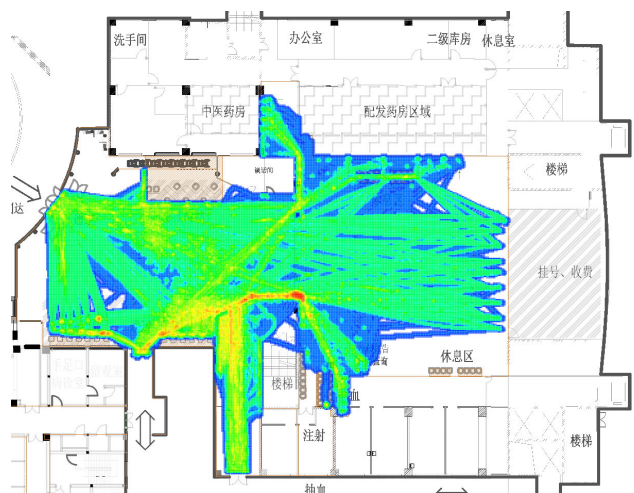 洗手间
办公室
二级库房
休息室
中医药房
配发药房区域
楼梯
挂号、收费
休息区
楼梯
注射
楼梯
抽血